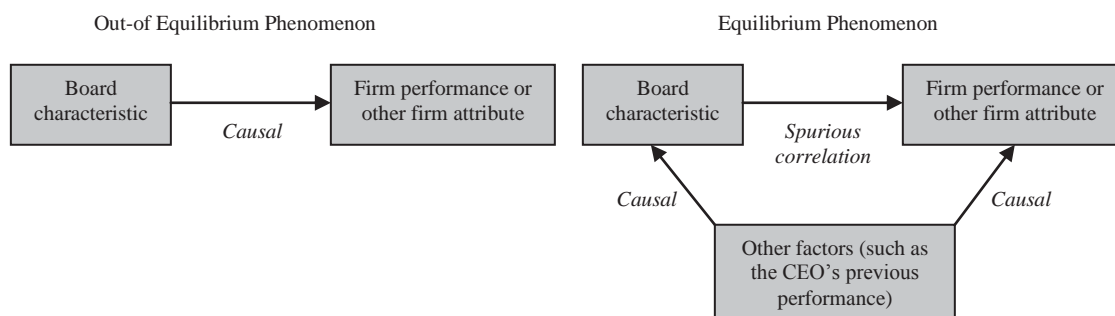 Out-of Equilibrium Phenomenon
Board
characteristic
Causal
Firm performance or
other firm attribute
Equilibrium Phenomenon
Board
characteristic
Spurious
correlation
Firm performance or
other firm attribute
Causal
Causal
Other factors (such as
the CEO's previous
performance)